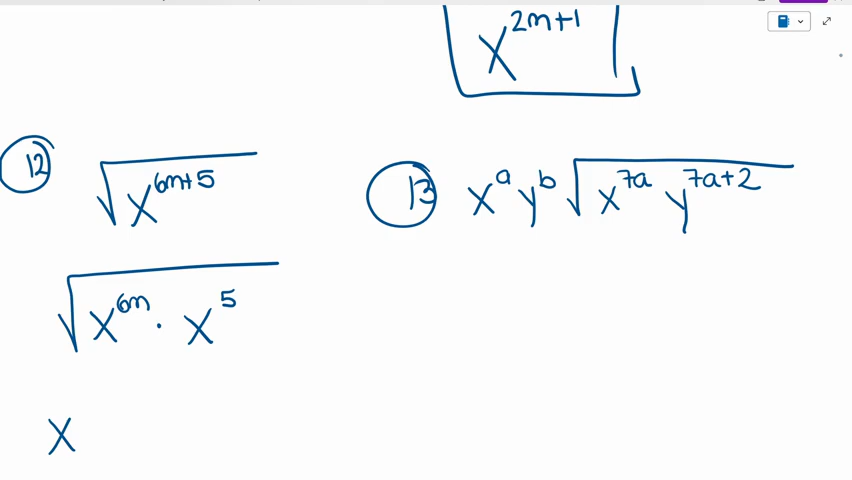 x^{2m+1}
12 √(x^{6m+5})
13 x^a y^b √(x^{7a} y^{7a+2})
√(x^{6m} · x^5)
x